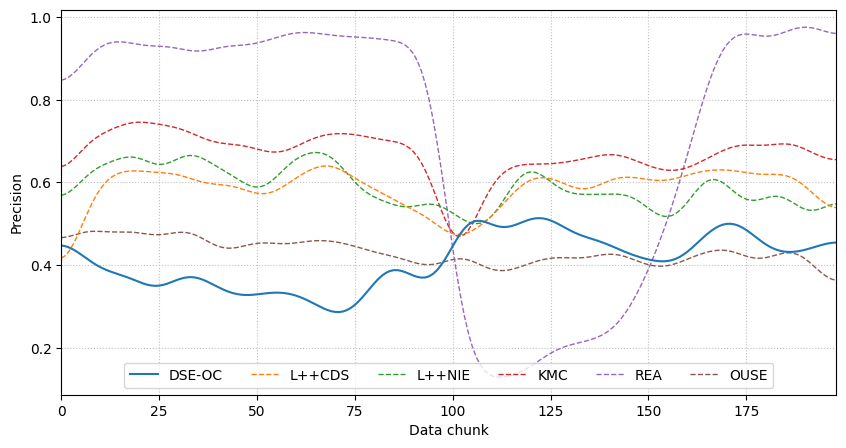 Precision
1.0
0.8
0.6
0.4
0.2
DSE-OC L++CDS L++NIE KMC REA OUSE
0 25 50 75 100 125 150 175
Data chunk